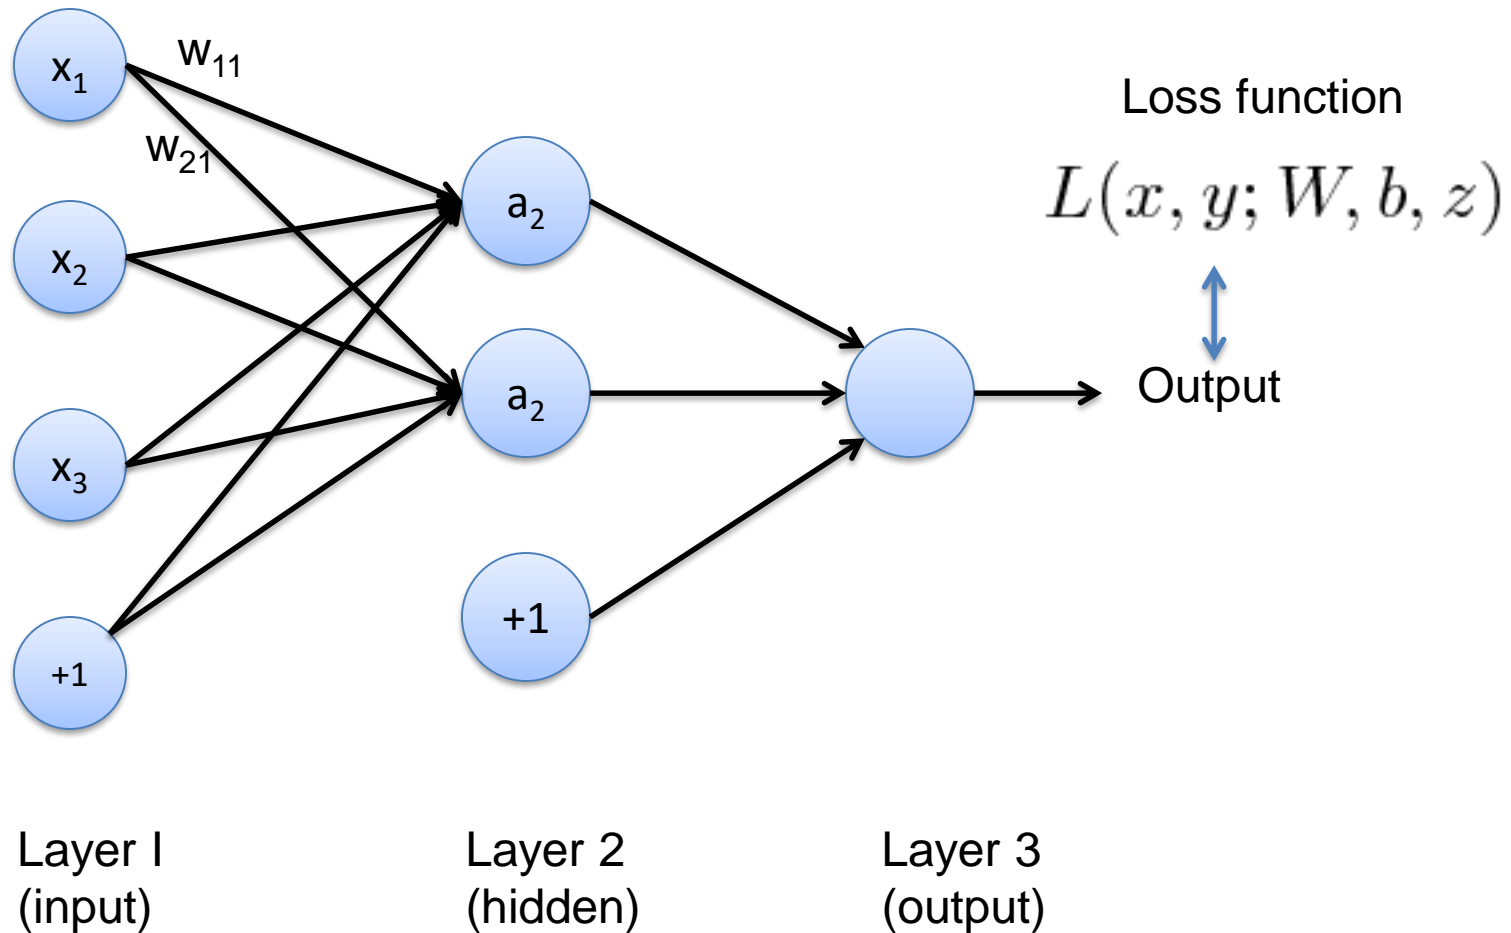 x₁
w₁₁
w₂₁
x₂
x₃
+1
a₂
a₂
+1
Loss function
L(x, y; W, b, z)
Output
Layer I
(input)
Layer 2
(hidden)
Layer 3
(output)